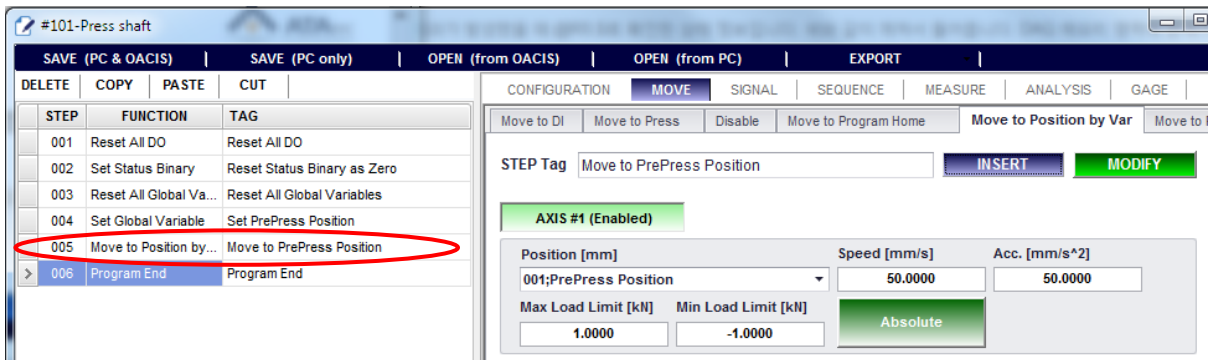 #101-Press shaft
SAVE (PC & OACIS) | SAVE (PC only) | OPEN (from OACIS) | OPEN (from PC) | EXPORT
DELETE COPY PASTE CUT
STEP FUNCTION TAG
001 Reset All DO Reset All DO
002 Set Status Binary Reset Status Binary as Zero
003 Reset All Global Va... Reset All Global Variables
004 Set Global Variable Set PrePress Position
005 Move to Position by... Move to PrePress Position
006 Program End Program End
CONFIGURATION MOVE SIGNAL SEQUENCE MEASURE ANALYSIS GAGE
Move to DI Move to Press Disable Move to Program Home Move to Position by Var Move to
STEP Tag Move to PrePress Position INSERT MODIFY
AXIS #1 (Enabled)
Position [mm] Speed [mm/s] Acc. [mm/s^2]
001;PrePress Position 50.0000 50.0000
Max Load Limit [kN] Min Load Limit [kN]
1.0000 -1.0000 Absolute